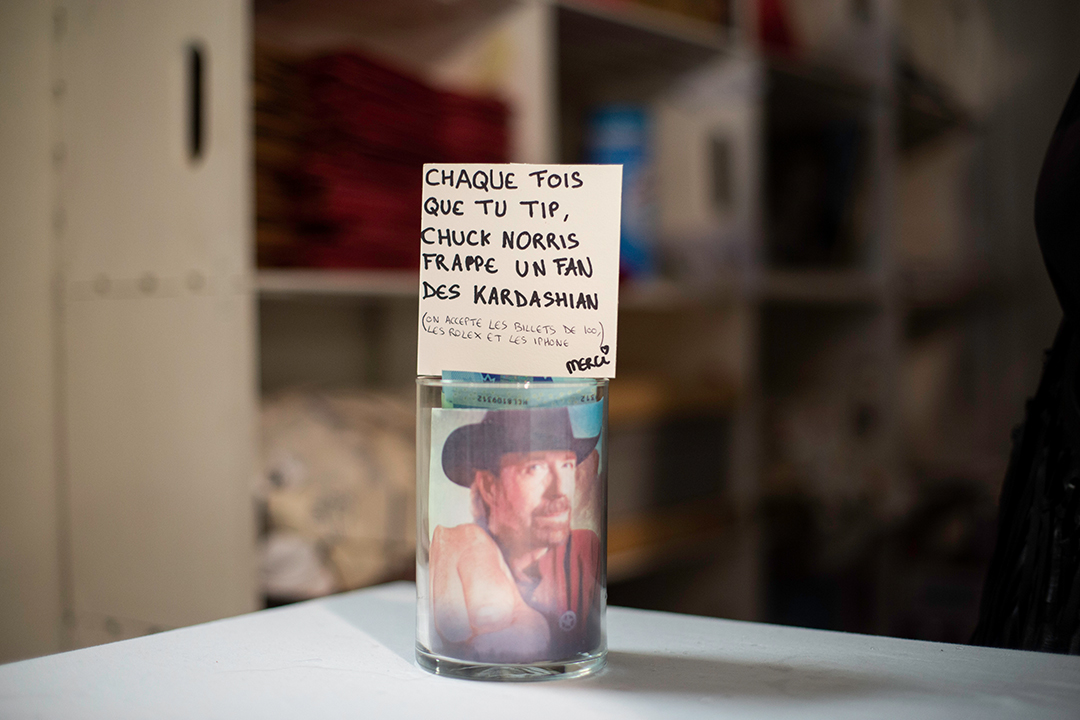 CHAQUE FOIS
QUE TU TIP,
CHUCK NORRIS
FRAPPE UN FAN
DES KARDASHIAN
(ON ACCEPTE LES BILLETS DE 100,)
LES ROLEX ET LES IPHONE
MERCI